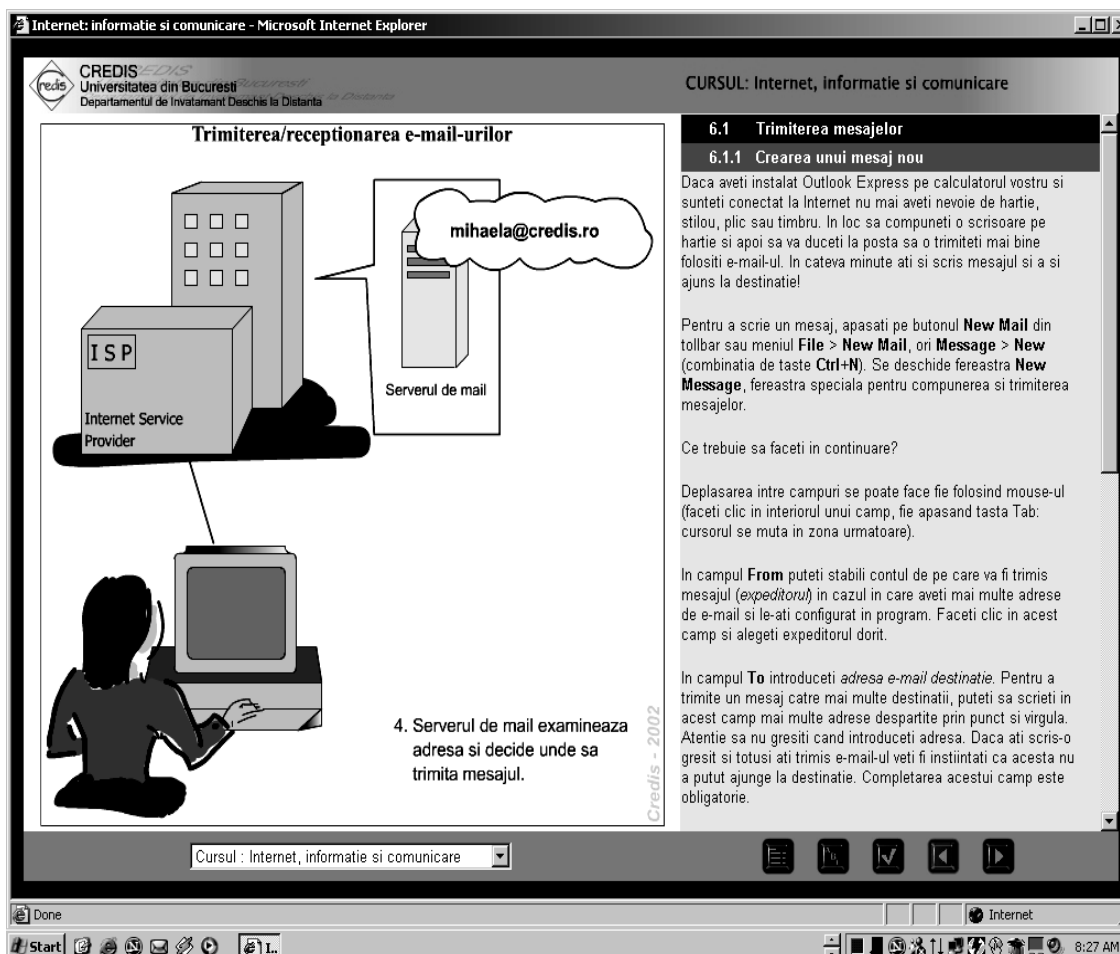 Internet: informatie si comunicare - Microsoft Internet Explorer
credis
CREDIS
Universitatea din Bucuresti
Departamentul de Invatamant Deschis la Distanta
CURSUL: Internet, informatie si comunicare
Trimiterea/receptionarea e-mail-urilor
mihaela@credis.ro
ISP
Internet Service
Provider
Serverul de mail
4. Serverul de mail examineaza
adresa si decide unde sa
trimita mesajul.
Credis - 2002
6.1 Trimiterea mesajelor
6.1.1 Crearea unui mesaj nou
Daca aveti instalat Outlook Express pe calculatorul vostru si
sunteti conectat la Internet nu mai aveti nevoie de hartie,
stilou, plic sau timbru. In loc sa compuneti o scrisoare pe
hartie si apoi sa va duceti la posta sa o trimiteti mai bine
folositi e-mail-ul. In cateva minute ati si scris mesajul si a si
ajuns la destinatie!
Pentru a scrie un mesaj, apasati pe butonul New Mail din
tollbar sau meniul File > New Mail, ori Message > New
(combinatia de taste Ctrl+N). Se deschide fereastra New
Message, fereastra speciala pentru compunerea si trimiterea
mesajelor.
Ce trebuie sa faceti in continuare?
Deplasarea intre campuri se poate face fie folosind mouse-ul
(faceti clic in interiorul unui camp, fie apasand tasta Tab:
cursorul se muta in zona urmatoare).
In campul From puteti stabili contul de pe care va fi trimis
mesajul (expeditorul) in cazul in care aveti mai multe adrese
de e-mail si le-ati configurat in program. Faceti clic in acest
camp si alegeti expeditorul dorit.
In campul To introduceti adresa e-mail destinatie. Pentru a
trimite un mesaj catre mai multe destinatii, puteti sa scrieti in
acest camp mai multe adrese despartite prin punct si virgula.
Atentie sa nu gresiti cand introduceti adresa. Daca ati scris-o
gresit si totusi ati trimis e-mail-ul veti fi instiintati ca acesta nu
a putut ajunge la destinatie. Completarea acestui camp este
obligatorie.
Cursul : Internet, informatie si comunicare
Done
Internet
Start
I..
8:27 AM